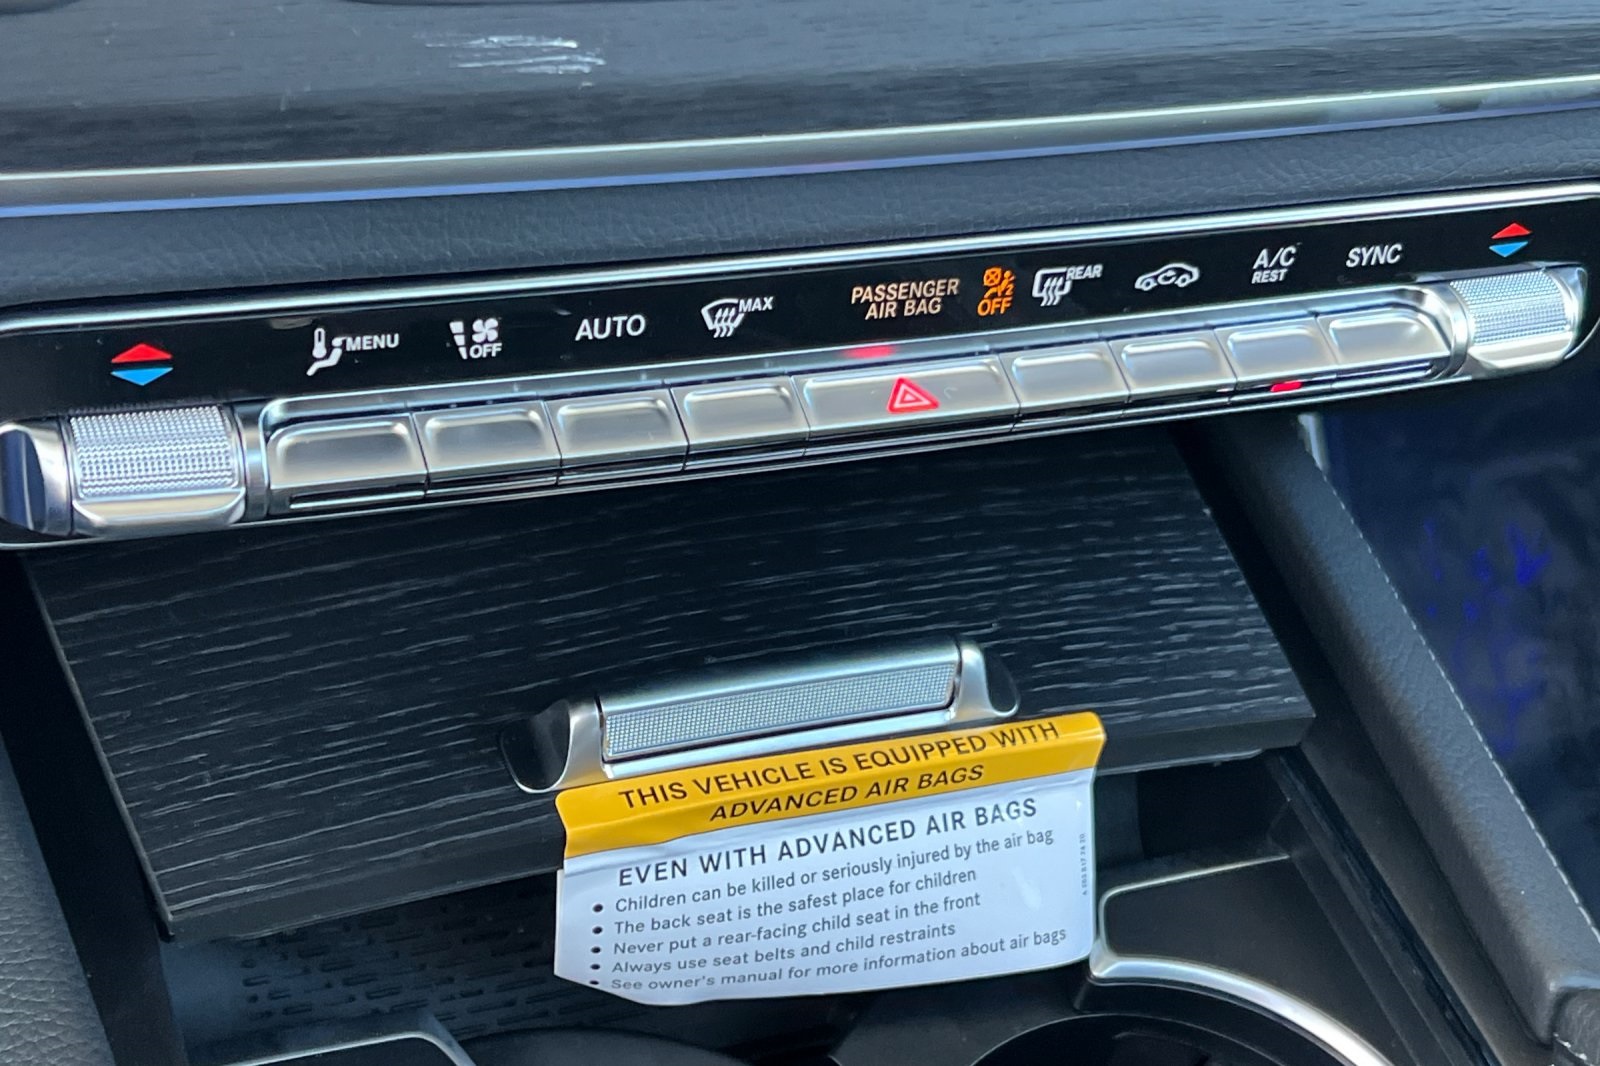 MENU
OFF
AUTO
MAX
PASSENGER
AIR BAG
2
OFF
REAR
A/C
REST
SYNC
THIS VEHICLE IS EQUIPPED WITH
ADVANCED AIR BAGS
EVEN WITH ADVANCED AIR BAGS
• Children can be killed or seriously injured by the air bag
• The back seat is the safest place for children
• Never put a rear-facing child seat in the front
• Always use seat belts and child restraints
• See owner's manual for more information about air bags